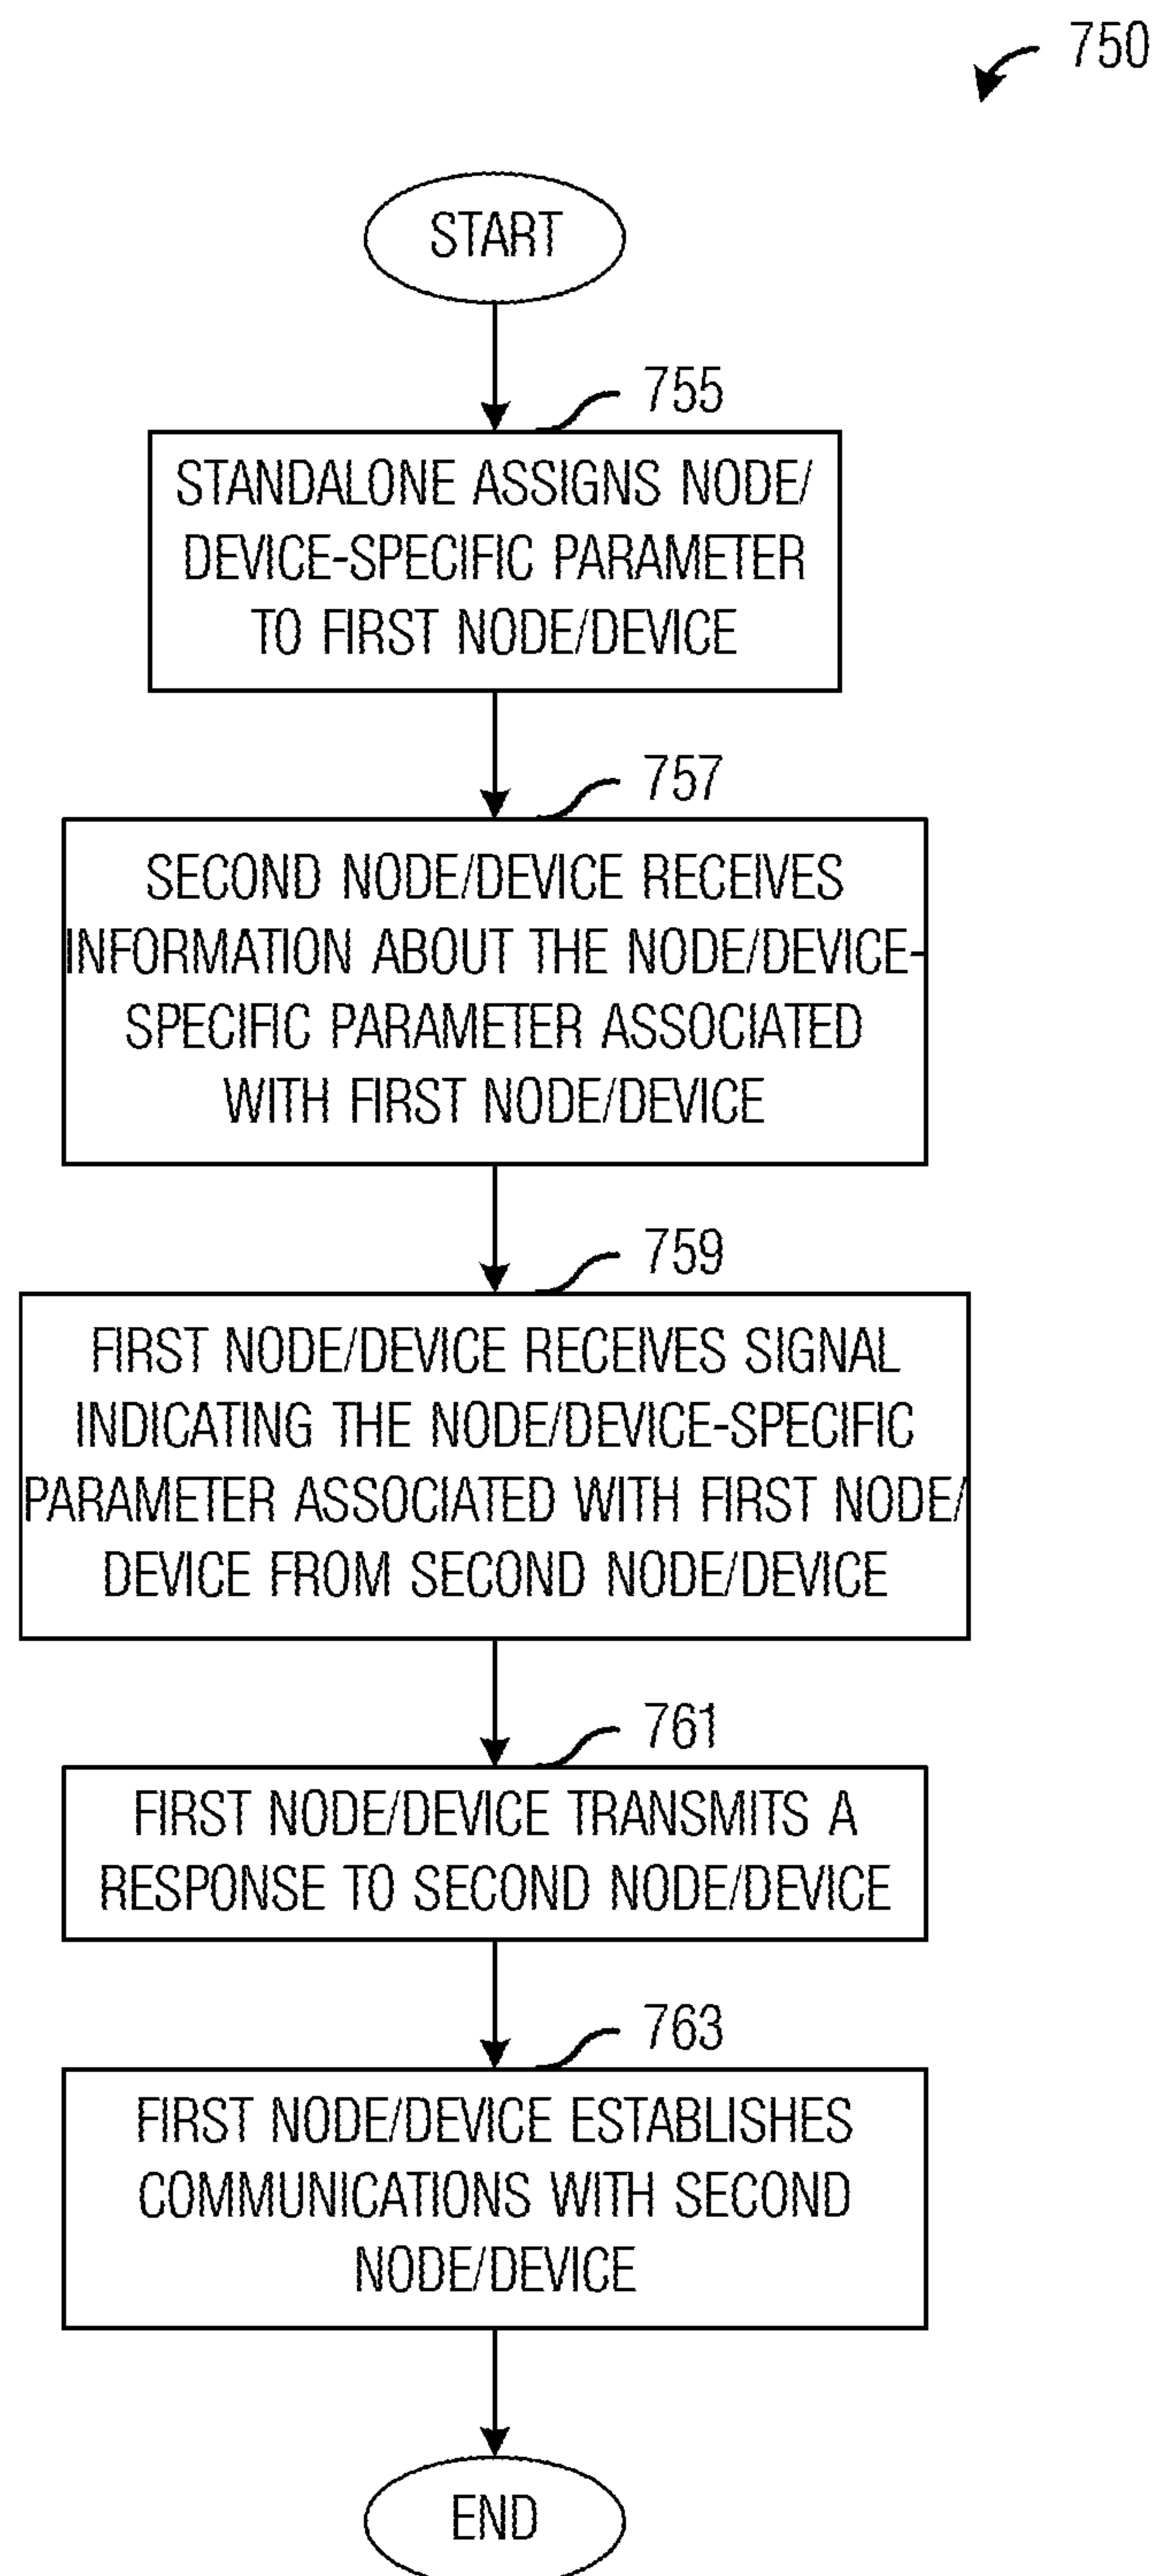 750
START
755
STANDALONE ASSIGNS NODE/
DEVICE-SPECIFIC PARAMETER
TO FIRST NODE/DEVICE
757
SECOND NODE/DEVICE RECEIVES
INFORMATION ABOUT THE NODE/DEVICE-
SPECIFIC PARAMETER ASSOCIATED
WITH FIRST NODE/DEVICE
759
FIRST NODE/DEVICE RECEIVES SIGNAL
INDICATING THE NODE/DEVICE-SPECIFIC
PARAMETER ASSOCIATED WITH FIRST NODE/
DEVICE FROM SECOND NODE/DEVICE
761
FIRST NODE/DEVICE TRANSMITS A
RESPONSE TO SECOND NODE/DEVICE
763
FIRST NODE/DEVICE ESTABLISHES
COMMUNICATIONS WITH SECOND
NODE/DEVICE
END